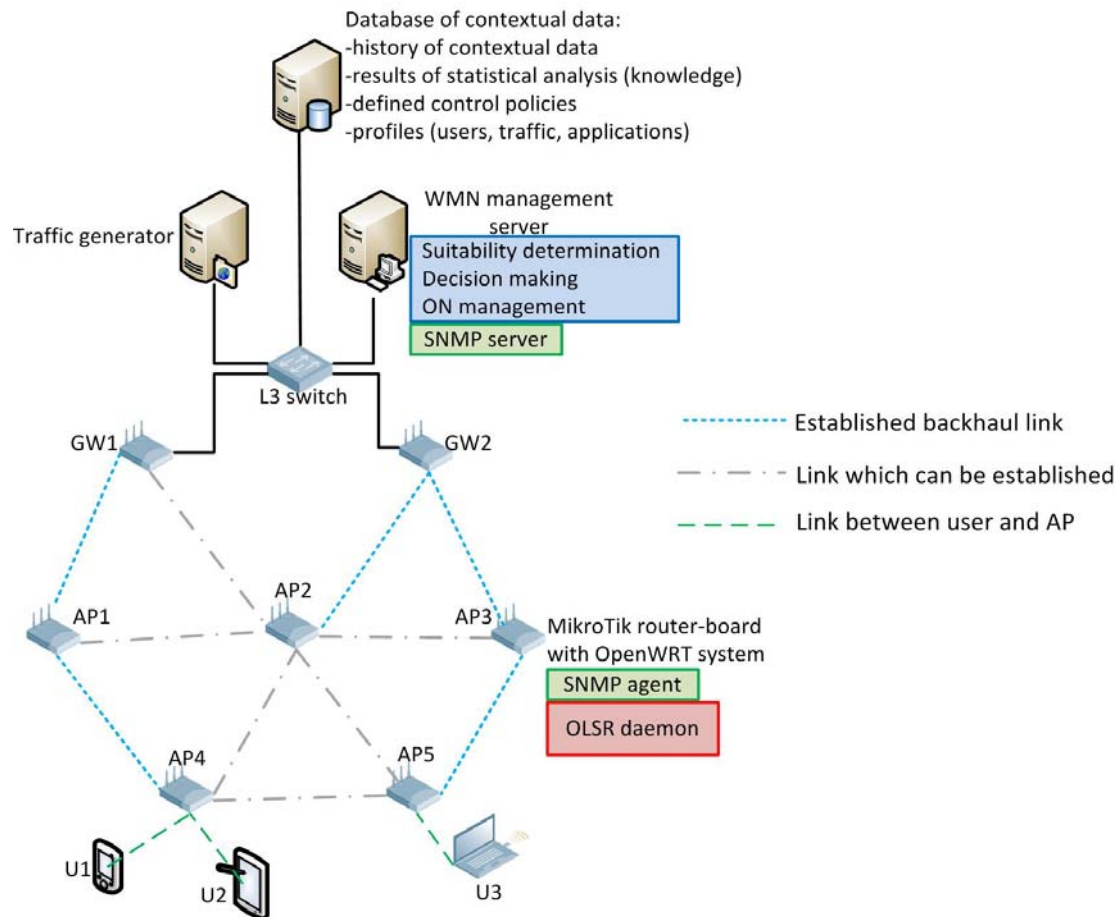 Database of contextual data:
-history of contextual data
-results of statistical analysis (knowledge)
-defined control policies
-profiles (users, traffic, applications)
Traffic generator
WMN management
server
Suitability determination
Decision making
ON management
SNMP server
L3 switch
GW1
GW2
Established backhaul link
Link which can be established
Link between user and AP
AP1
AP2
AP3
MikroTik router-board
with OpenWRT system
SNMP agent
OLSR daemon
AP4
AP5
U1
U2
U3